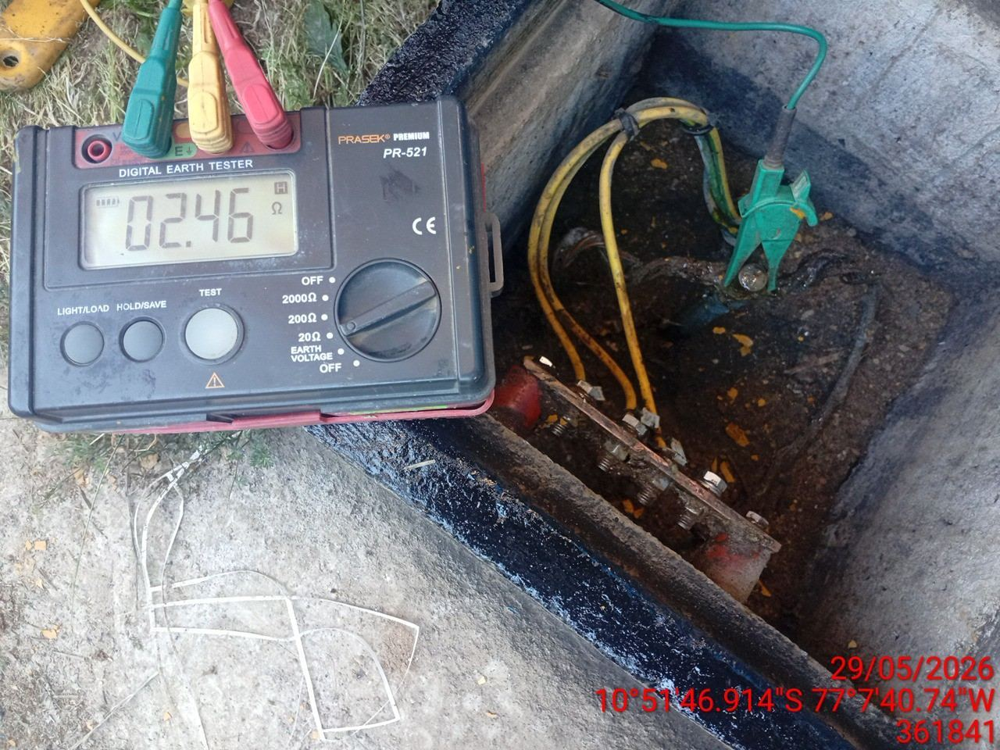 PRASEK® PREMIUM
PR-521
E
DIGITAL EARTH TESTER
02.46
H
Ω
CE
OFF
2000Ω
200Ω
20Ω
EARTH
VOLTAGE
OFF
LIGHT/LOAD HOLD/SAVE TEST
29/05/2026
10°51'46.914"S 77°7'40.74"W
361841